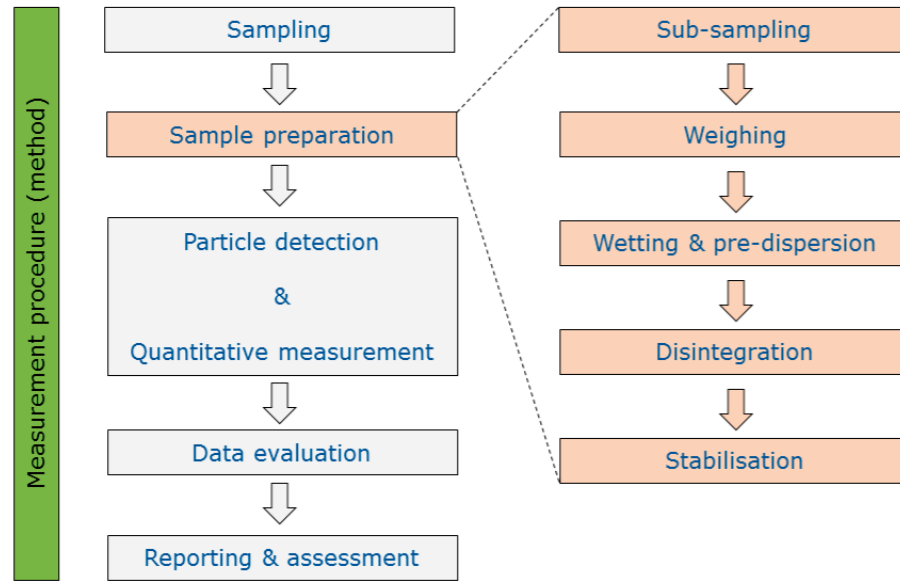 Measurement procedure (method)
Sampling
Sample preparation
Particle detection
&
Quantitative measurement
Data evaluation
Reporting & assessment
Sub-sampling
Weighing
Wetting & pre-dispersion
Disintegration
Stabilisation